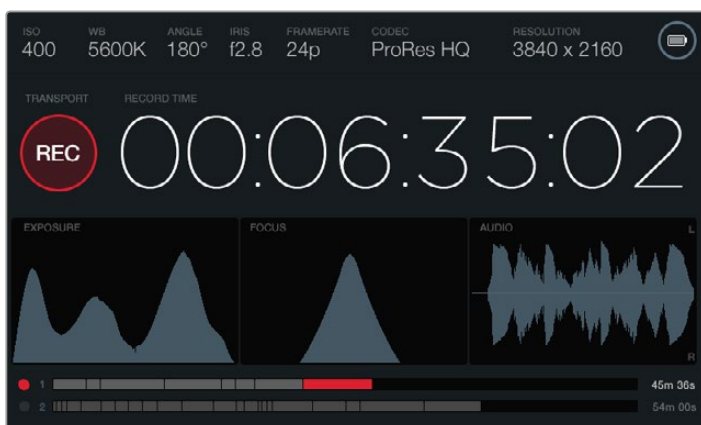 ISO WB ANGLE IRIS FRAMERATE CODEC RESOLUTION
400 5600K 180° f2.8 24p ProRes HQ 3840 x 2160
TRANSPORT RECORD TIME
REC 00:06:35:02
EXPOSURE FOCUS AUDIO L
R
1 45m 36s
2 54m 00s